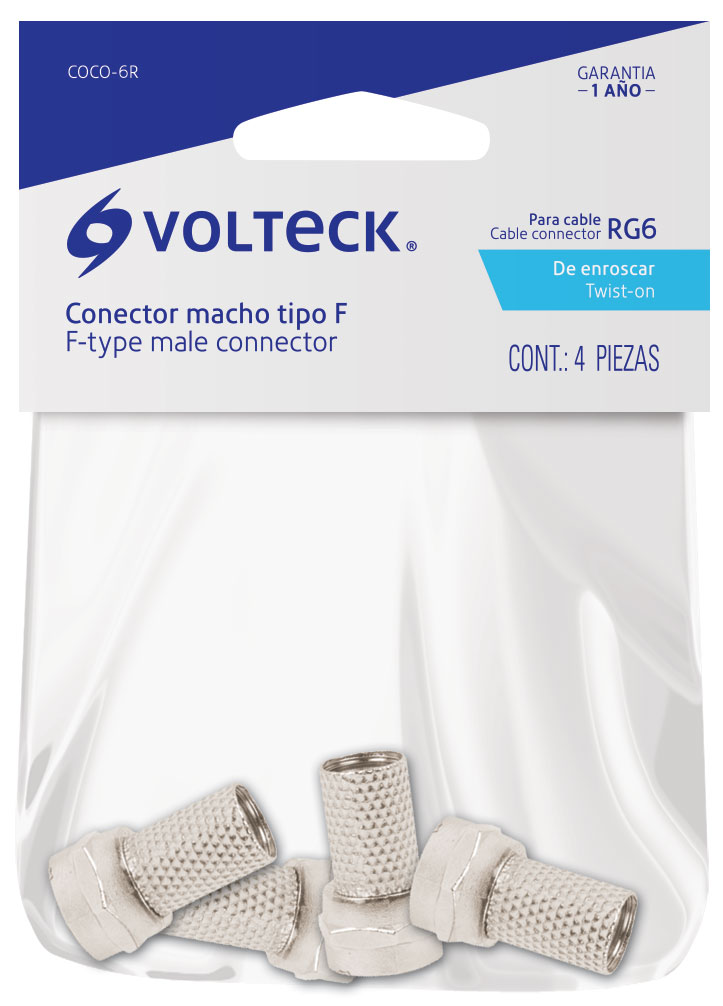 COCO-6R
GARANTIA
– 1 AÑO –
VOLTECK®
Para cable
Cable connector RG6
De enroscar
Twist-on
Conector macho tipo F
F-type male connector
CONT.: 4 PIEZAS